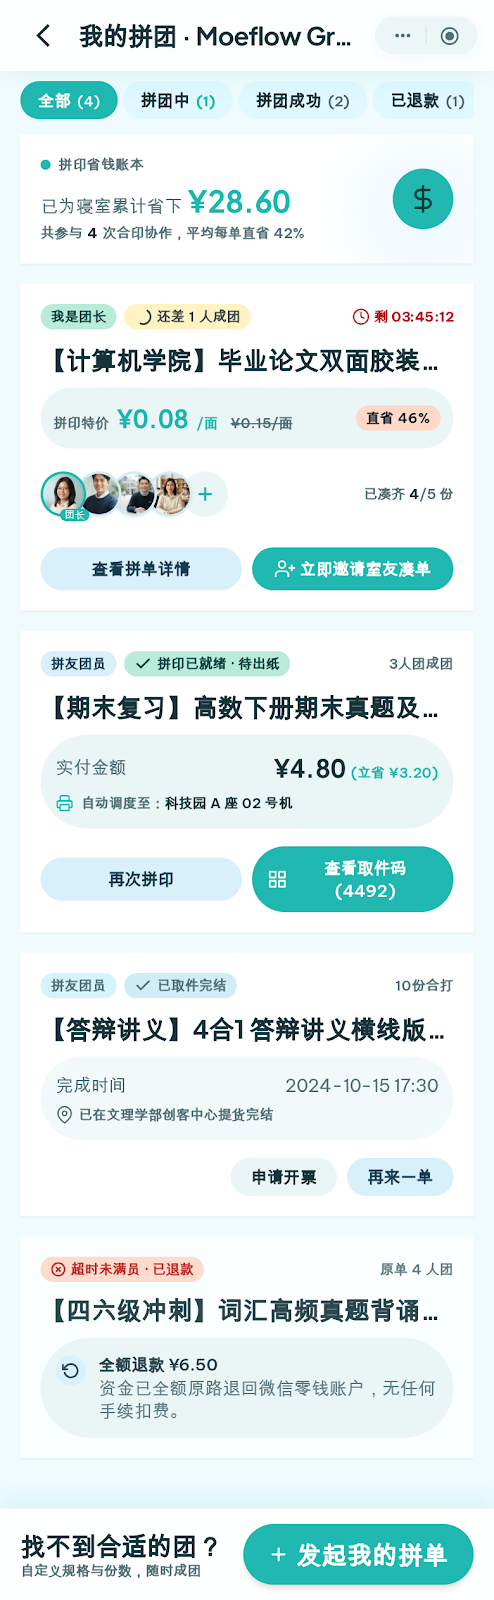 我的拼团 · Moeflow Gr...
全部 (4) 拼团中 (1) 拼团成功 (2) 已退款 (1)
拼印省钱账本
已为寝室累计省下 ¥28.60
共参与 4 次合印协作，平均每单直省 42%
我是团长 还差 1 人成团 剩 03:45:12
【计算机学院】毕业论文双面胶装...
拼印特价 ¥0.08 /面 ¥0.15/面 直省 46%
团长
已凑齐 4/5 份
查看拼单详情 立即邀请室友凑单
拼友团员 拼印已就绪 · 待出纸 3人团成团
【期末复习】高数下册期末真题及...
实付金额 ¥4.80 (立省 ¥3.20)
自动调度至：科技园 A 座 02 号机
再次拼印 查看取件码
(4492)
拼友团员 已取件完结 10份合打
【答辩讲义】4合1 答辩讲义横线版...
完成时间 2024-10-15 17:30
已在文理学部创客中心提货完结
申请开票 再来一单
超时未满员 · 已退款 原单 4 人团
【四六级冲刺】词汇高频真题背诵...
全额退款 ¥6.50
资金已全额原路退回微信零钱账户，无任何
手续扣费。
找不到合适的团？
自定义规格与份数，随时成团
+ 发起我的拼单